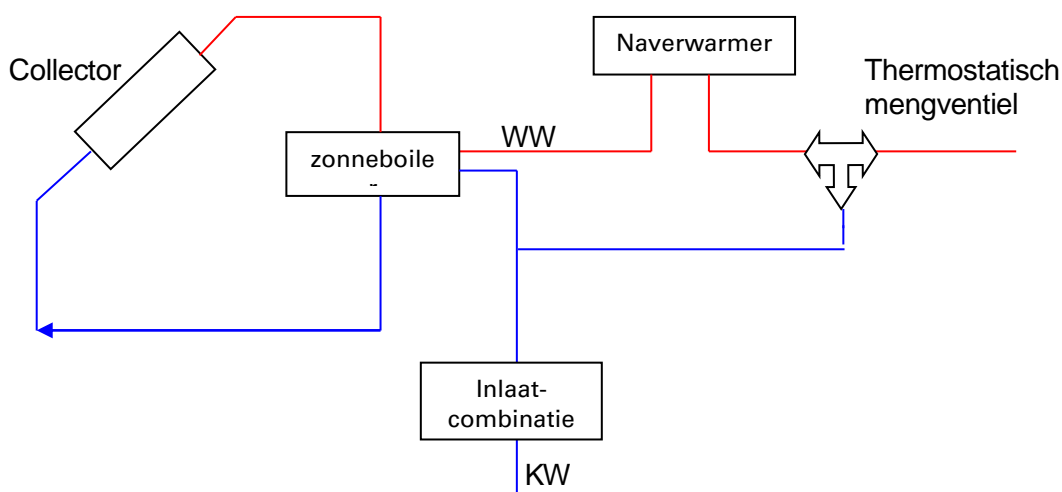 Naverwarmer
Collector
Thermostatisch
mengventiel
WW
zonneboile
Inlaat-
combinatie
KW